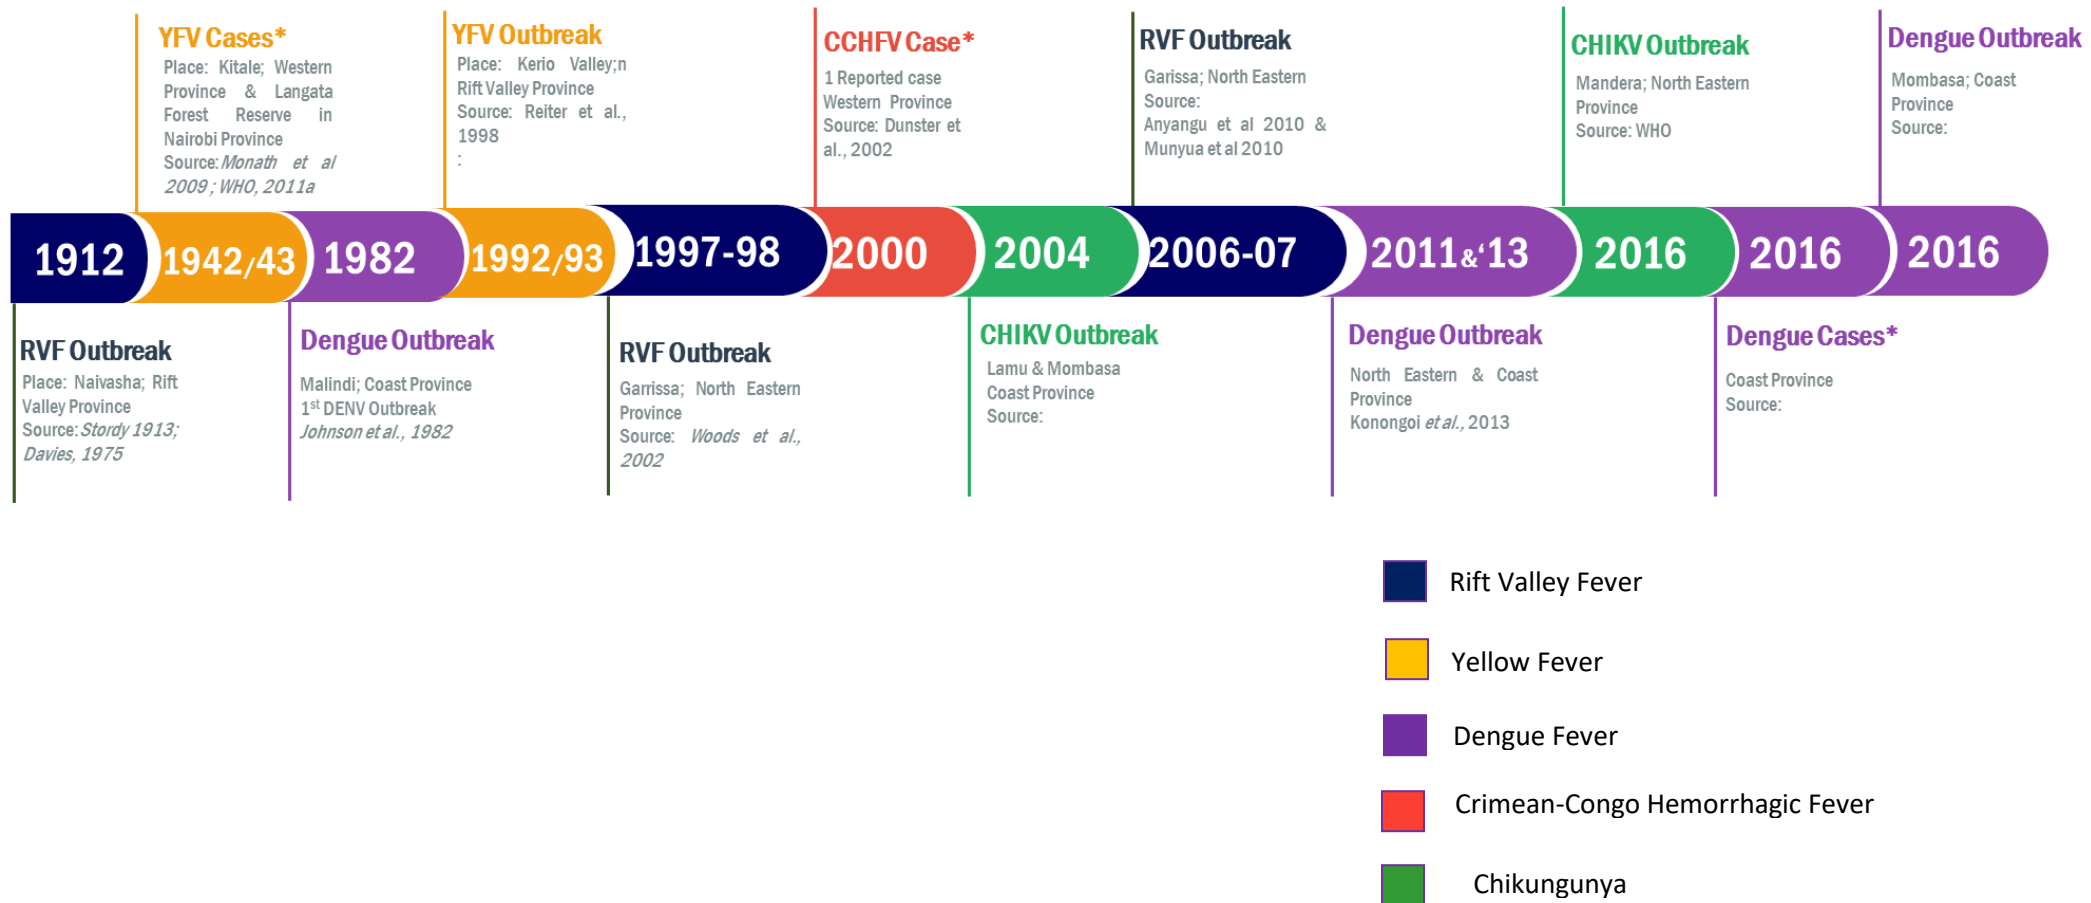 YFV Cases*
Place: Kitale; Western
Province & Langata
Forest Reserve in
Nairobi Province
Source: Monath et al
2009 ; WHO, 2011a
YFV Outbreak
Place: Kerio Valley;n
Rift Valley Province
Source: Reiter et al.,
1998
:
CCHFV Case*
1 Reported case
Western Province
Source: Dunster et
al., 2002
RVF Outbreak
Garissa; North Eastern
Source:
Anyangu et al 2010 &
Munyua et al 2010
CHIKV Outbreak
Mandera; North Eastern
Province
Source: WHO
Dengue Outbreak
Mombasa; Coast
Province
Source:
1912
1942/43
1982
1992/93
1997-98
2000
2004
2006-07
2011&‘13
2016
2016
2016
RVF Outbreak
Place: Naivasha; Rift
Valley Province
Source: Stordy 1913;
Davies, 1975
Dengue Outbreak
Malindi; Coast Province
1st DENV Outbreak
Johnson et al., 1982
RVF Outbreak
Garrissa; North Eastern
Province
Source: Woods et al.,
2002
CHIKV Outbreak
Lamu & Mombasa
Coast Province
Source:
Dengue Outbreak
North Eastern & Coast
Province
Konongoi et al., 2013
Dengue Cases*
Coast Province
Source:
Rift Valley Fever
Yellow Fever
Dengue Fever
Crimean-Congo Hemorrhagic Fever
Chikungunya